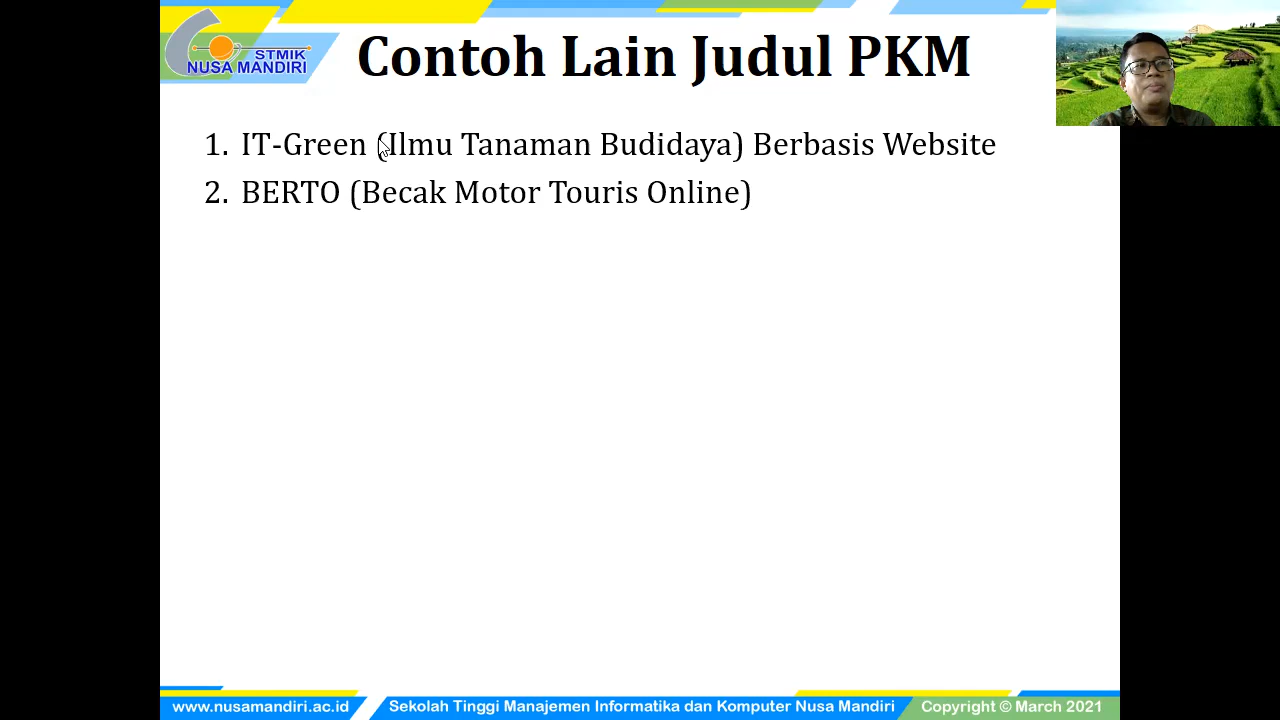 STMIK
NUSA MANDIRI
Contoh Lain Judul PKM
1. IT-Green (Ilmu Tanaman Budidaya) Berbasis Website
2. BERTO (Becak Motor Touris Online)
www.nusamandiri.ac.id
Sekolah Tinggi Manajemen Informatika dan Komputer Nusa Mandiri
Copyright © March 2021